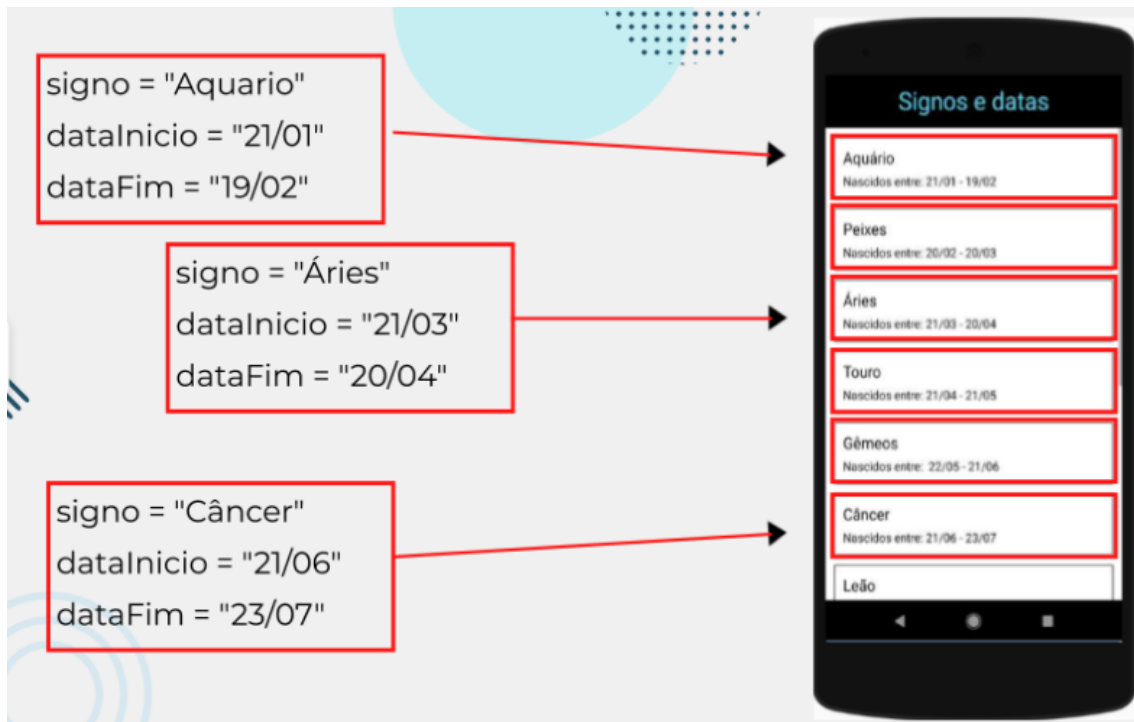 signo = "Aquario"
dataInicio = "21/01"
dataFim = "19/02"
signo = "Áries"
dataInicio = "21/03"
dataFim = "20/04"
signo = "Câncer"
dataInicio = "21/06"
dataFim = "23/07"
Signos e datas
Aquário
Nascidos entre: 21/01 - 19/02
Peixes
Nascidos entre: 20/02 - 20/03
Áries
Nascidos entre: 21/03 - 20/04
Touro
Nascidos entre: 21/04 - 21/05
Gêmeos
Nascidos entre: 22/05 - 21/06
Câncer
Nascidos entre: 21/06 - 23/07
Leão